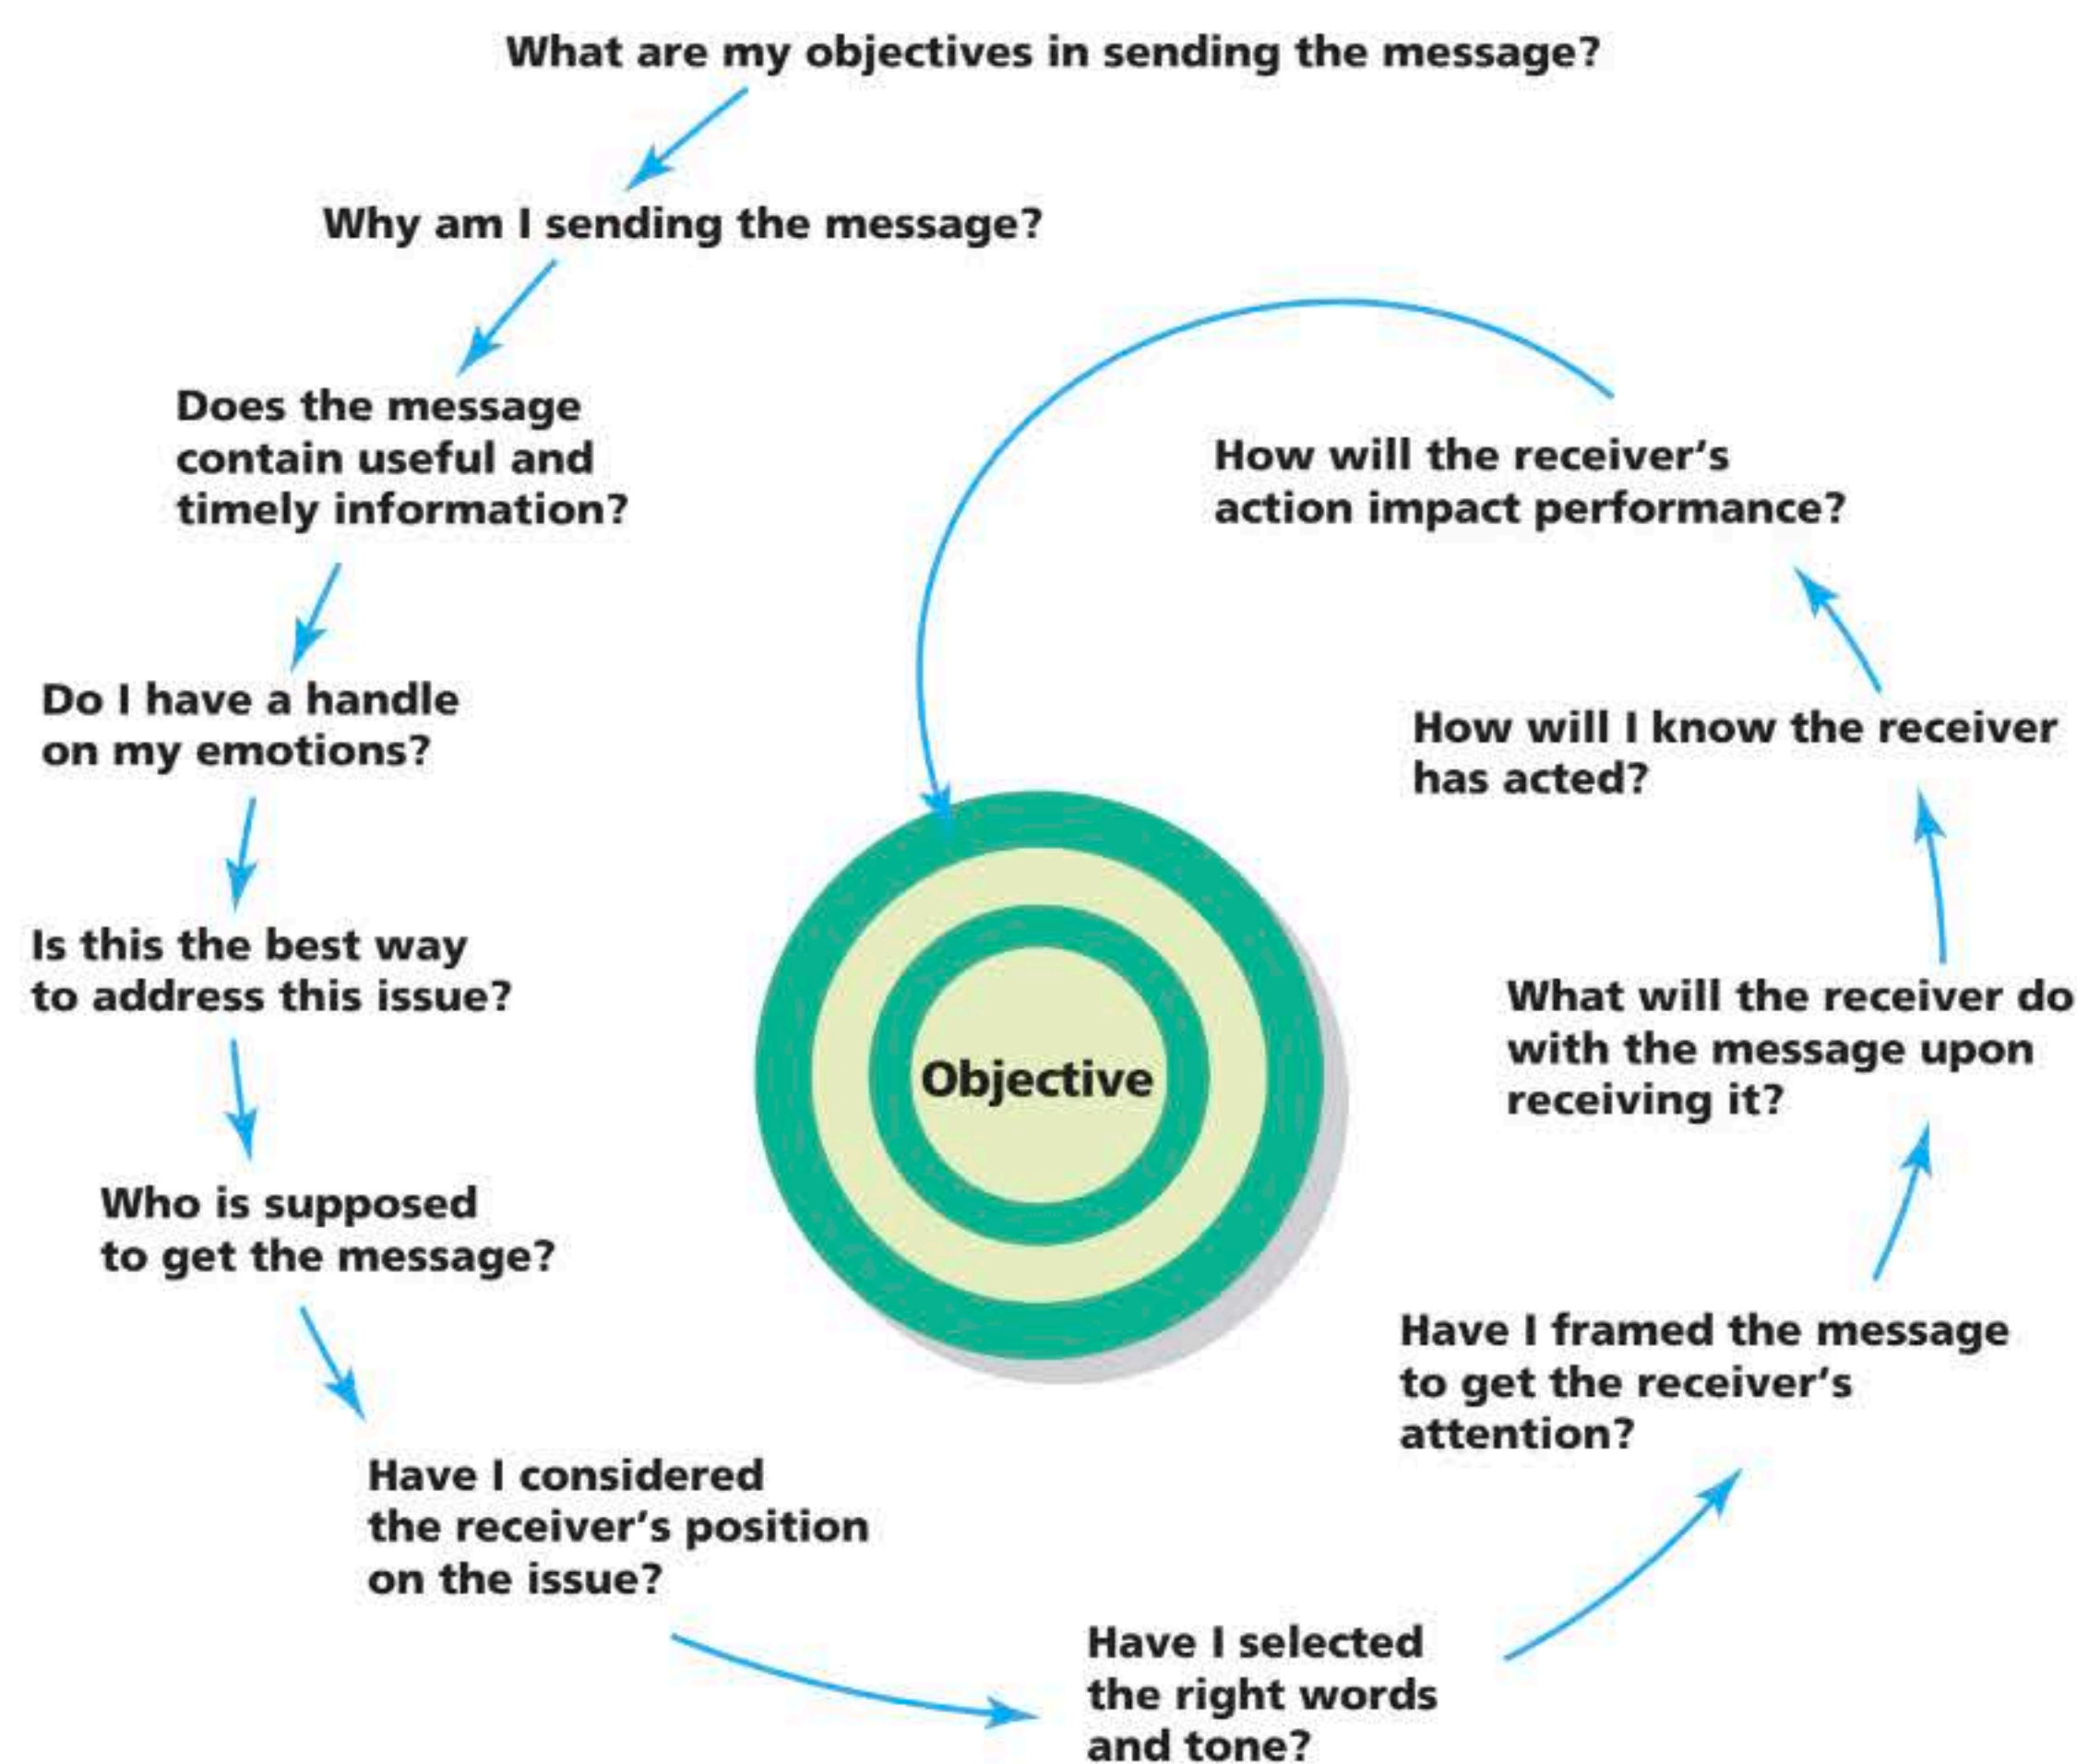 What are my objectives in sending the message?
Why am I sending the message?
Does the message
contain useful and
timely information?
Do I have a handle
on my emotions?
Is this the best way
to address this issue?
Who is supposed
to get the message?
Have I considered
the receiver's position
on the issue?
Have I selected
the right words
and tone?
Have I framed the message
to get the receiver's
attention?
What will the receiver do
with the message upon
receiving it?
How will I know the receiver
has acted?
How will the receiver's
action impact performance?
Objective